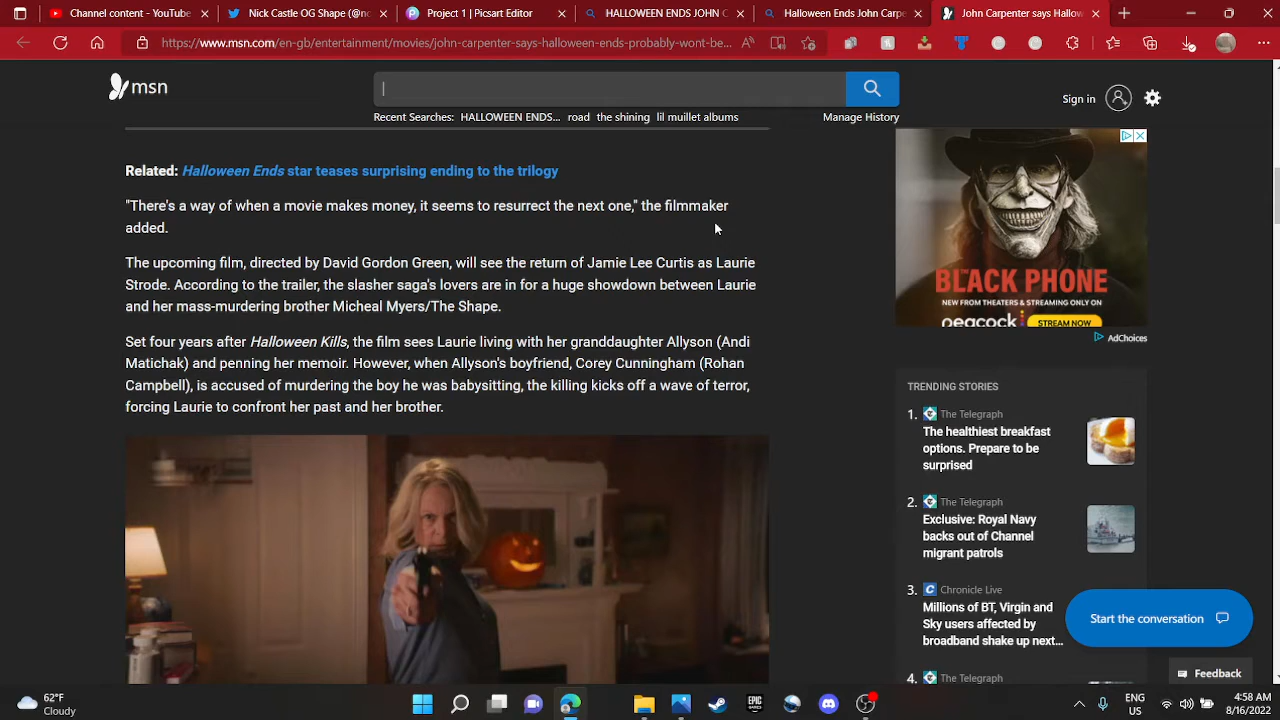 Channel content - YouTube
Nick Castle OG Shape (@nc
Project 1 | Picsart Editor
HALLOWEEN ENDS JOHN C
Halloween Ends John Carpe
John Carpenter says Hallow
https://www.msn.com/en-gb/entertainment/movies/john-carpenter-says-halloween-ends-probably-wont-be...
msn
Sign in
Recent Searches: HALLOWEEN ENDS... road the shining lil muillet albums
Manage History
Related: Halloween Ends star teases surprising ending to the trilogy
"There's a way of when a movie makes money, it seems to resurrect the next one," the filmmaker
added.
The upcoming film, directed by David Gordon Green, will see the return of Jamie Lee Curtis as Laurie
Strode. According to the trailer, the slasher saga's lovers are in for a huge showdown between Laurie
and her mass-murdering brother Micheal Myers/The Shape.
Set four years after Halloween Kills, the film sees Laurie living with her granddaughter Allyson (Andi
Matichak) and penning her memoir. However, when Allyson's boyfriend, Corey Cunningham (Rohan
Campbell), is accused of murdering the boy he was babysitting, the killing kicks off a wave of terror,
forcing Laurie to confront her past and her brother.
THE
BLACK PHONE
NEW FROM THEATERS & STREAMING ONLY ON
peacock
STREAM NOW
AdChoices
TRENDING STORIES
1. The Telegraph
The healthiest breakfast
options. Prepare to be
surprised
2. The Telegraph
Exclusive: Royal Navy
backs out of Channel
migrant patrols
3. Chronicle Live
Millions of BT, Virgin and
Sky users affected by
broadband shake up next...
4. The Telegraph
Start the conversation
Feedback
62°F
Cloudy
EPIC
GAMES
ENG
US
4:58 AM
8/16/2022